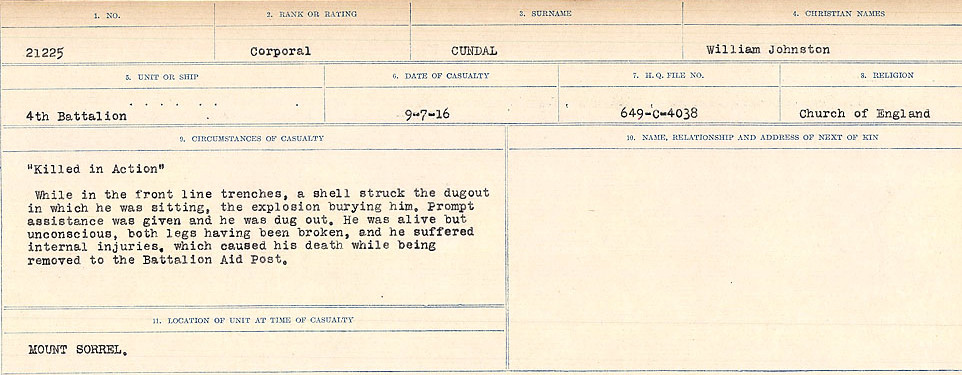 1. NO.
2. RANK OR RATING
3. SURNAME
4. CHRISTIAN NAMES
21225
Corporal
CUNDAL
William Johnston
5. UNIT OR SHIP
6. DATE OF CASUALTY
7. H.Q. FILE NO.
8. RELIGION
4th Battalion
9-7-16
649-C-4038
Church of England
9. CIRCUMSTANCES OF CASUALTY
"Killed in Action"
While in the front line trenches, a shell struck the dugout
in which he was sitting, the explosion burying him. Prompt
assistance was given and he was dug out. He was alive but
unconscious, both legs having been broken, and he suffered
internal injuries. which caused his death while being
removed to the Battalion Aid Post.
10. NAME, RELATIONSHIP AND ADDRESS OF NEXT OF KIN
11. LOCATION OF UNIT AT TIME OF CASUALTY
MOUNT SORREL.